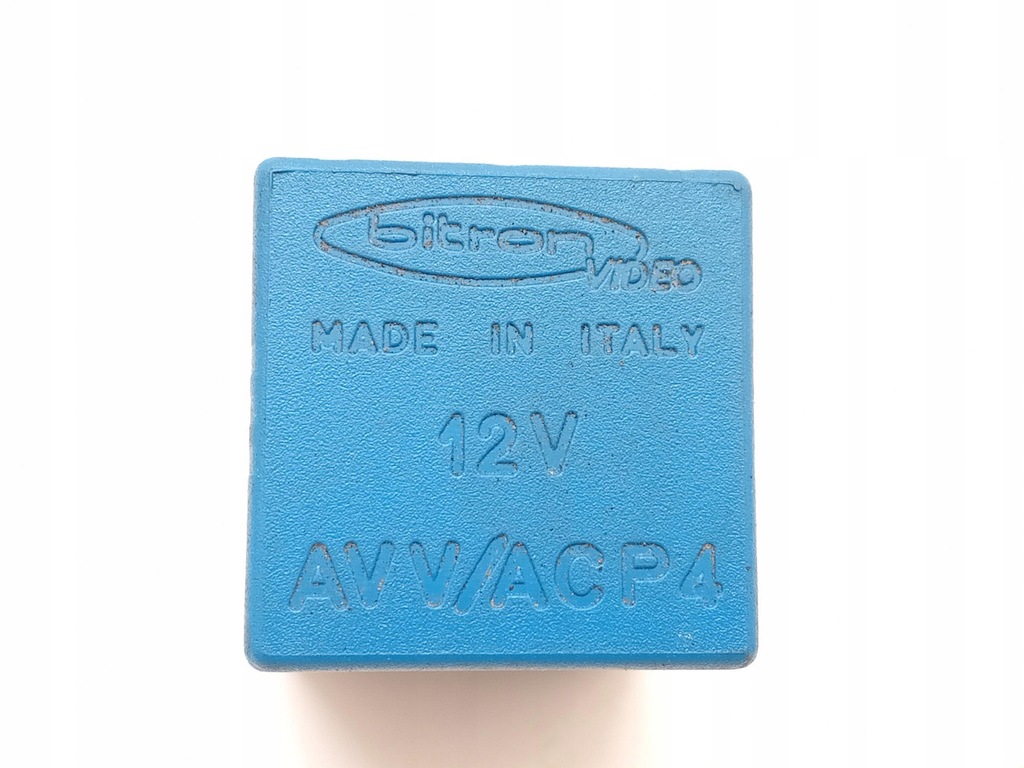 bitron
VIDEO
MADE IN ITALY
12V
AVV/ACP4